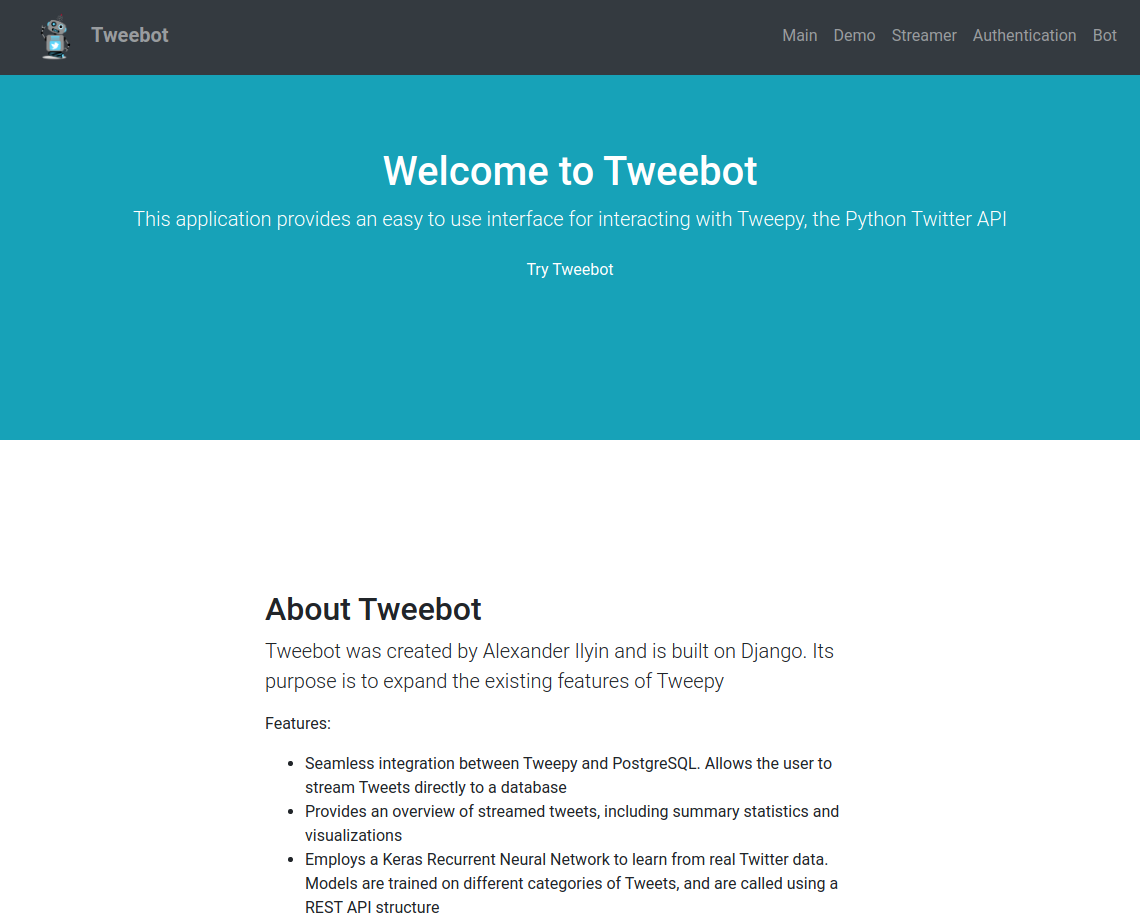 Tweebot
Main Demo Streamer Authentication Bot
Welcome to Tweebot
This application provides an easy to use interface for interacting with Tweepy, the Python Twitter API
Try Tweebot
About Tweebot
Tweebot was created by Alexander Ilyin and is built on Django. Its
purpose is to expand the existing features of Tweepy
Features:
• Seamless integration between Tweepy and PostgreSQL. Allows the user to
stream Tweets directly to a database
• Provides an overview of streamed tweets, including summary statistics and
visualizations
• Employs a Keras Recurrent Neural Network to learn from real Twitter data.
Models are trained on different categories of Tweets, and are called using a
REST API structure